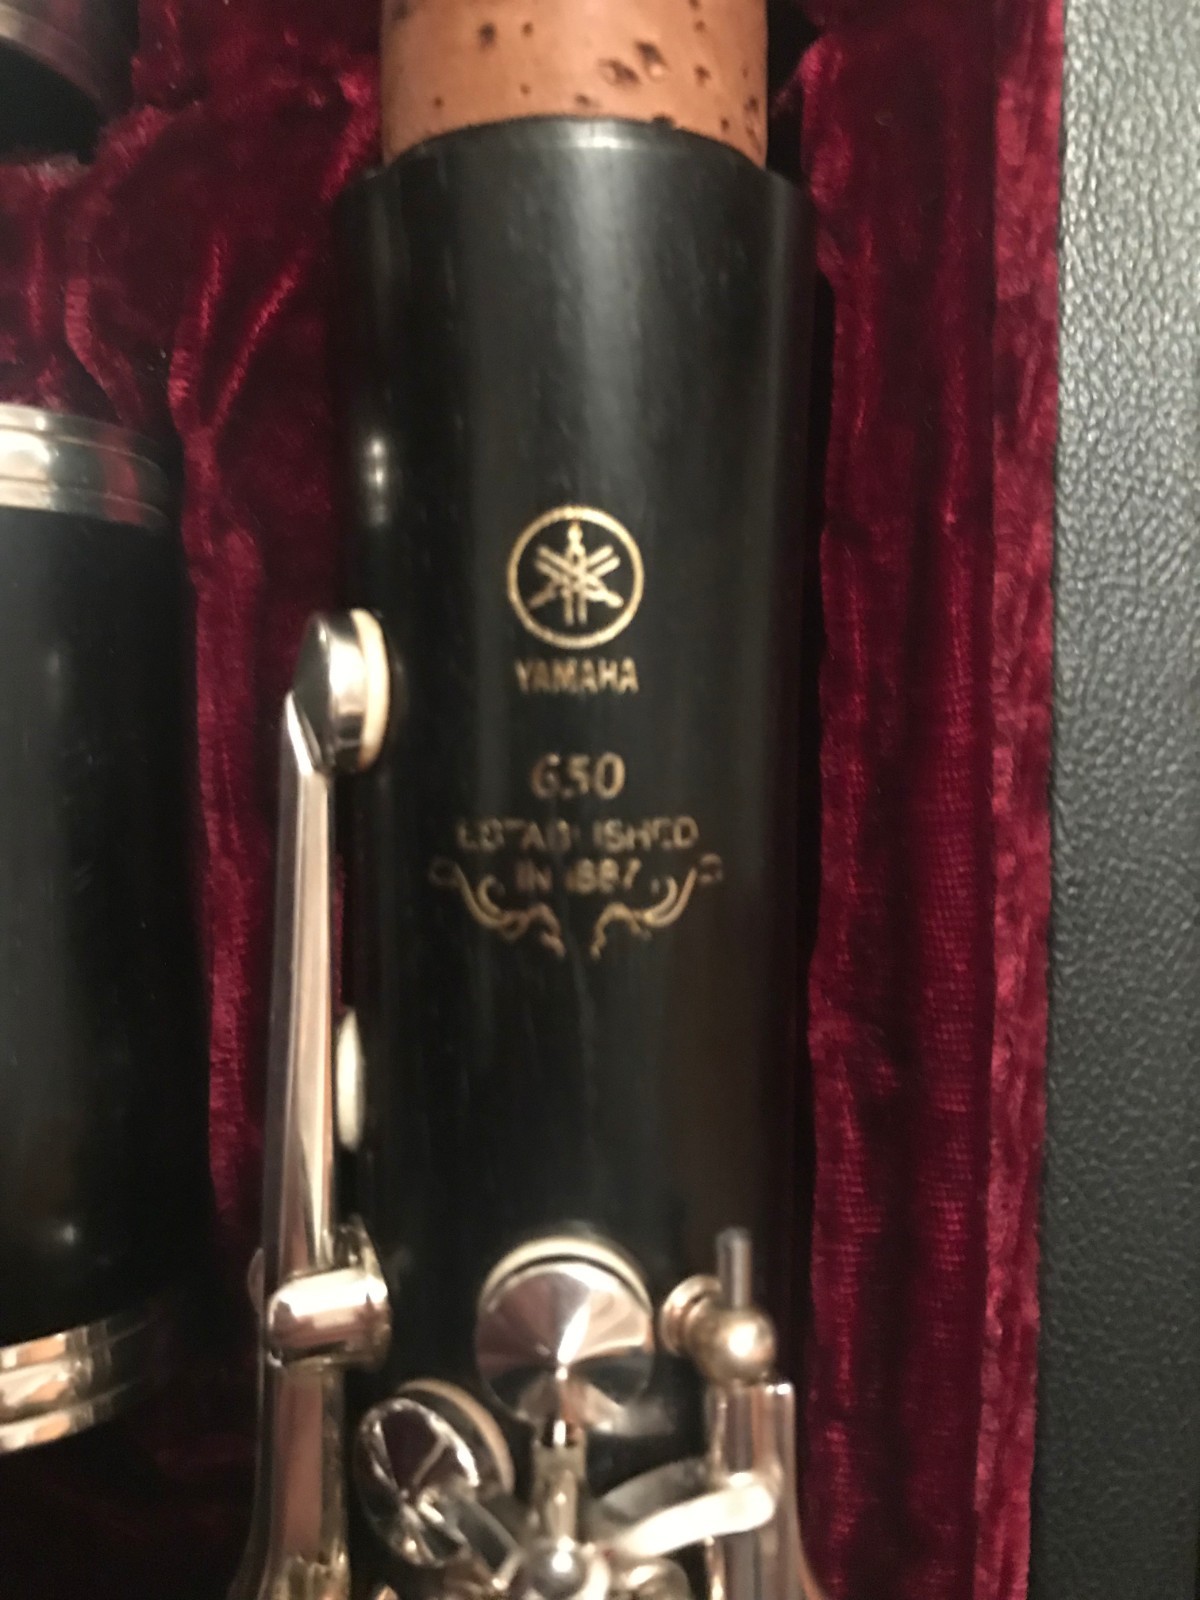 YAMAHA
650
ESTABLISHED
IN 1887